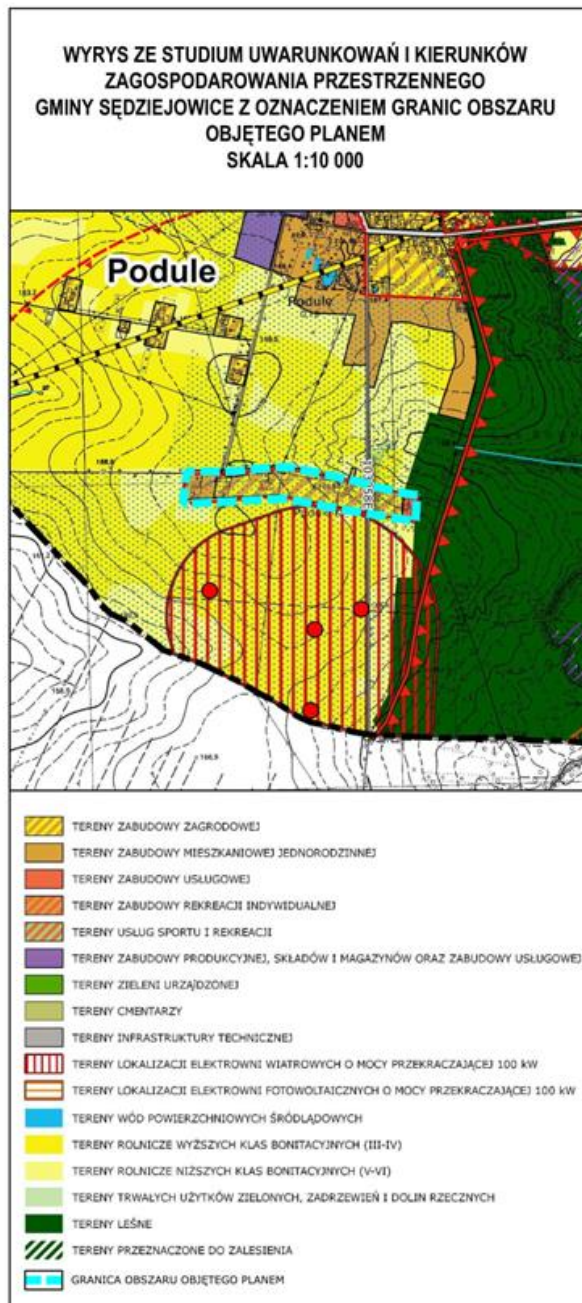 WYRYS ZE STUDIUM UWARUNKOWAŃ I KIERUNKÓW
ZAGOSPODAROWANIA PRZESTRZENNEGO
GMINY SĘDZIEJOWICE Z OZNACZENIEM GRANIC OBSZARU
OBJĘTEGO PLANEM
SKALA 1:10 000
Podule
Podule
TERENY ZABUDOWY ZAGRODOWEJ
TERENY ZABUDOWY MIESZKANIOWEJ JEDNORODZINNEJ
TERENY ZABUDOWY USŁUGOWEJ
TERENY ZABUDOWY REKREACJI INDYWIDUALNEJ
TERENY USŁUG SPORTU I REKREACJI
TERENY ZABUDOWY PRODUKCYJNEJ, SKŁADÓW I MAGAZYNÓW ORAZ ZABUDOWY USŁUGOWEJ
TERENY ZIELENI URZĄDZONEJ
TERENY CMENTARZY
TERENY INFRASTRUKTURY TECHNICZNEJ
TERENY LOKALIZACJI ELEKTROWNI WIATROWYCH O MOCY PRZEKRACZAJĄCEJ 100 kW
TERENY LOKALIZACJI ELEKTROWNI FOTOWOLTAICZNYCH O MOCY PRZEKRACZAJĄCEJ 100 kW
TERENY WÓD POWIERZCHNIOWYCH ŚRÓDLĄDOWYCH
TERENY ROLNICZE WYŻSZYCH KLAS BONITACYJNYCH (III-IV)
TERENY ROLNICZE NIŻSZYCH KLAS BONITACYJNYCH (V-VI)
TERENY TRWAŁYCH UŻYTKÓW ZIELONYCH, ZADRZEWIEŃ I DOLIN RZECZNYCH
TERENY LEŚNE
TERENY PRZEZNACZONE DO ZALESIENIA
GRANICA OBSZARU OBJĘTEGO PLANEM